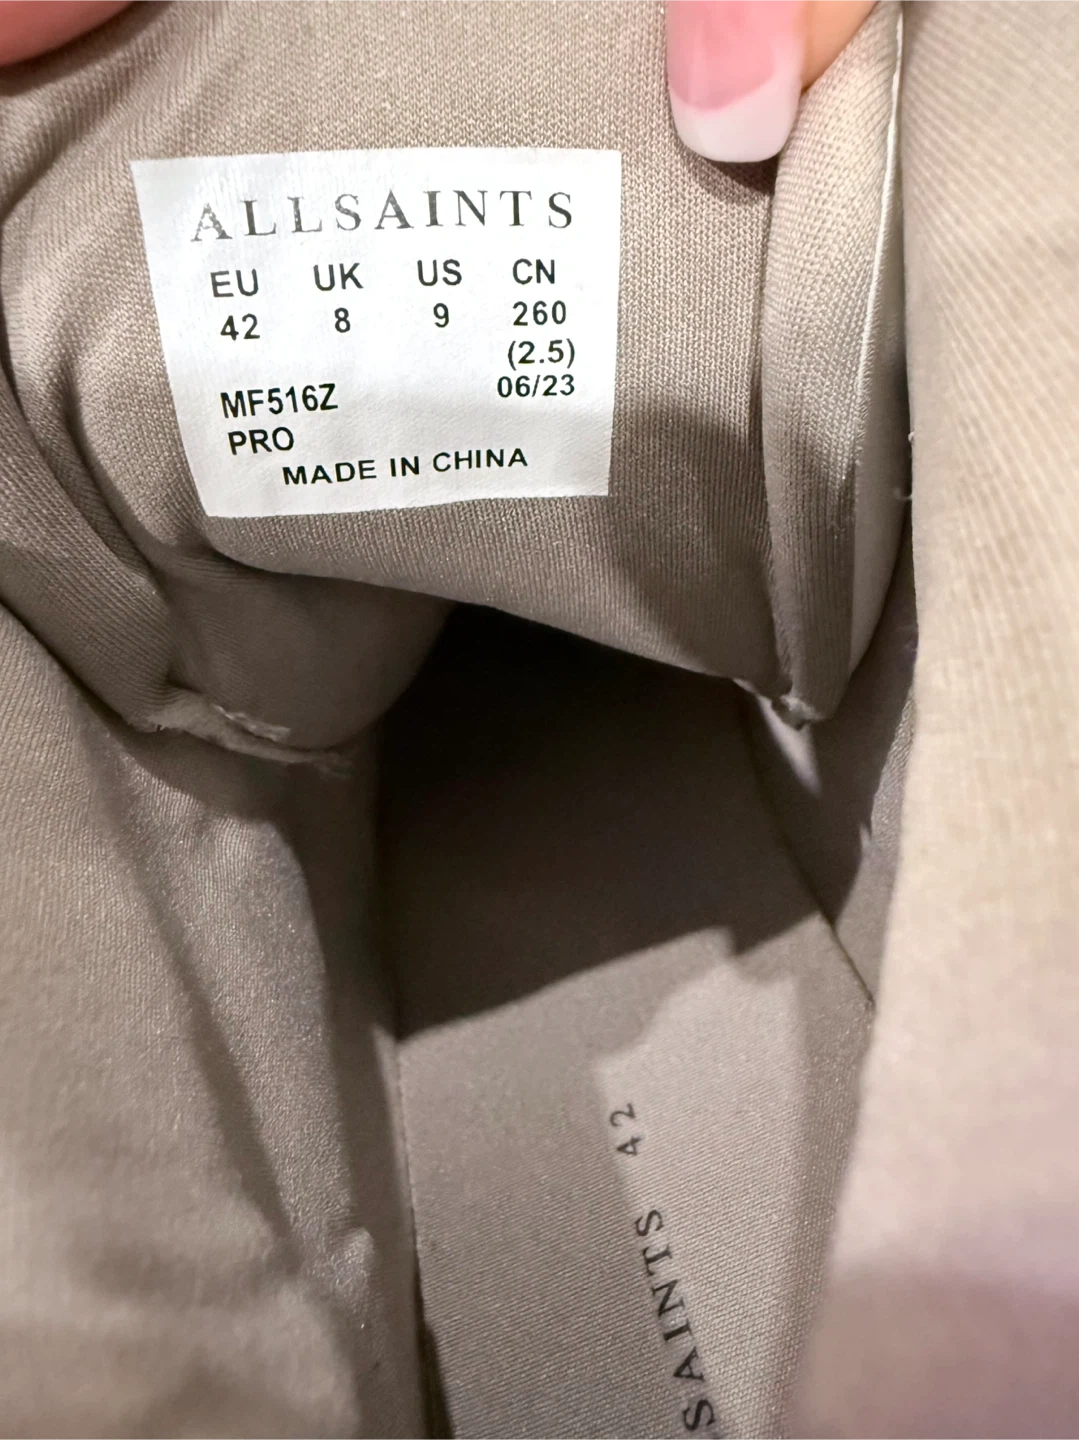 ALLSAINTS
EU UK US CN
42 8 9 260
(2.5)
MF516Z 06/23
PRO
MADE IN CHINA
42
SAINTS